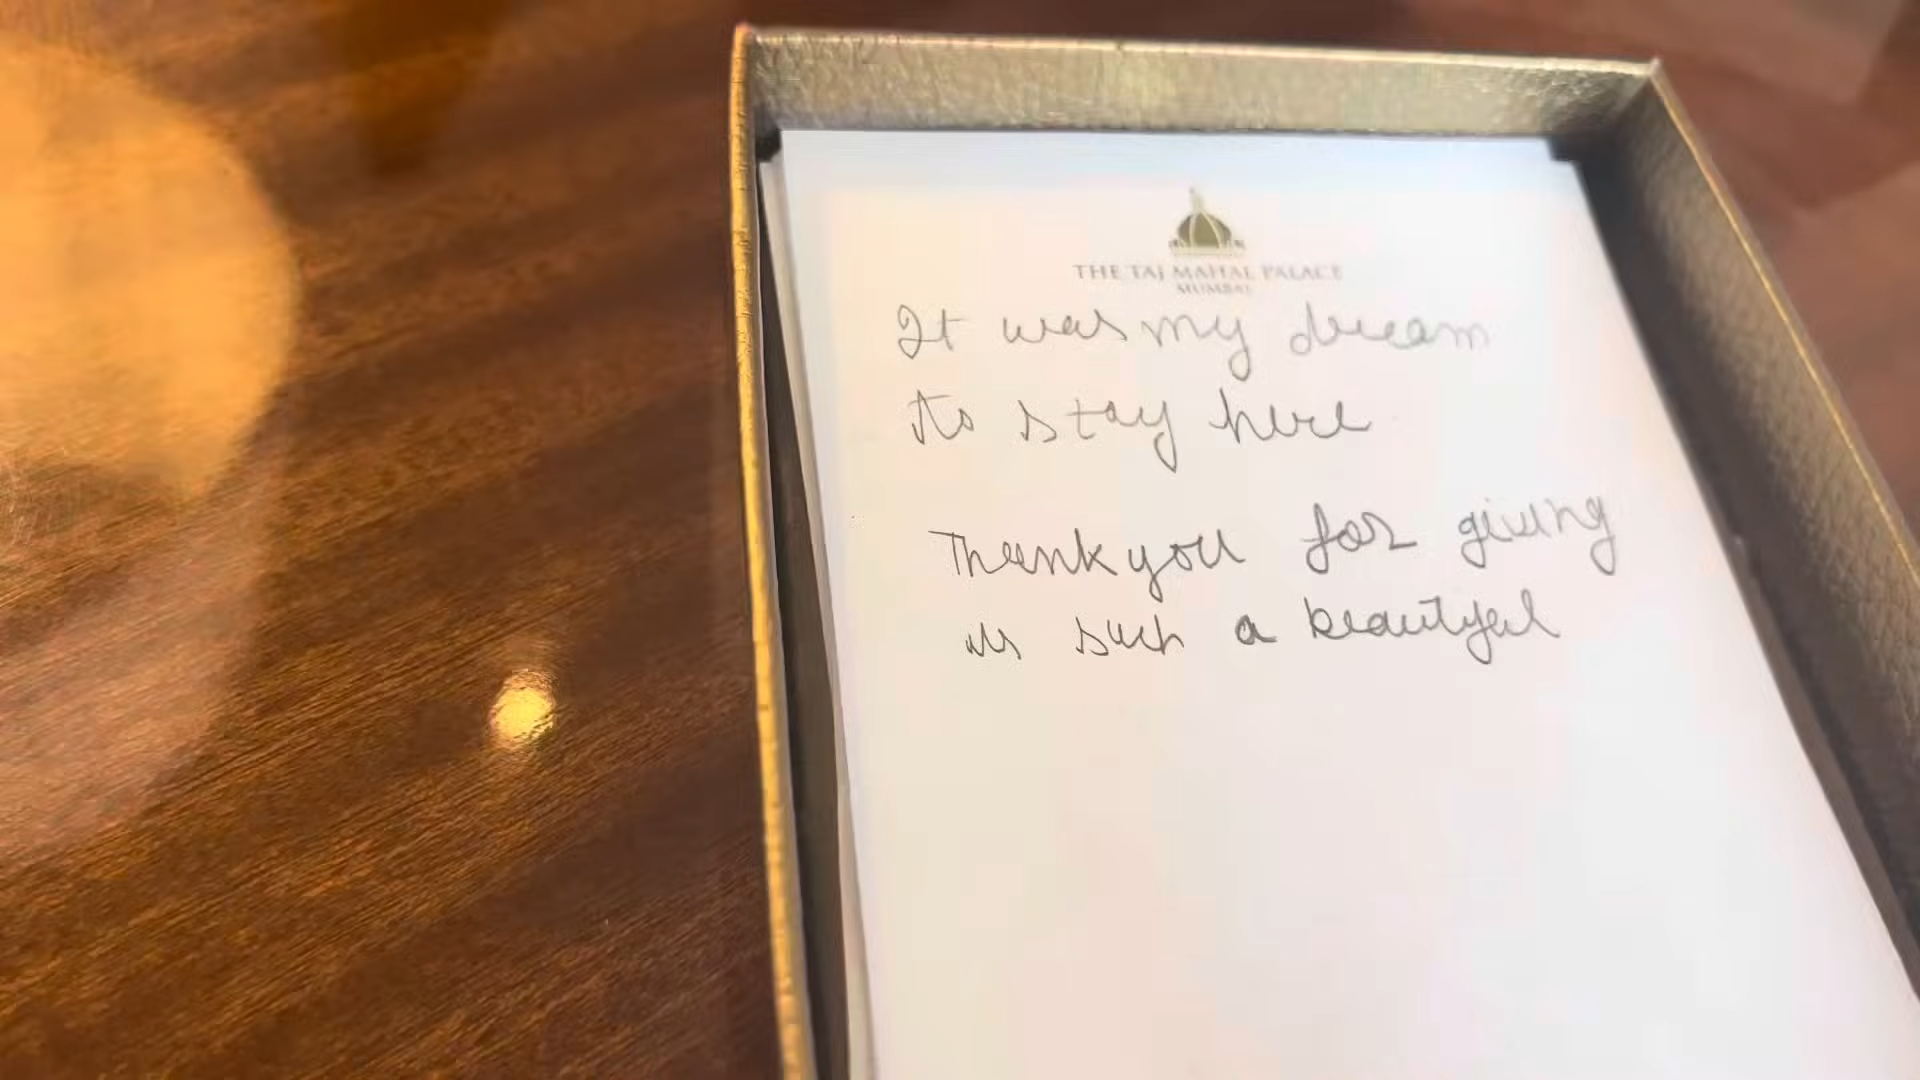 THE TAJ MAHAL PALACE
MUMBAI
It was my dream
to stay here
Thank you for giving
us such a beautiful